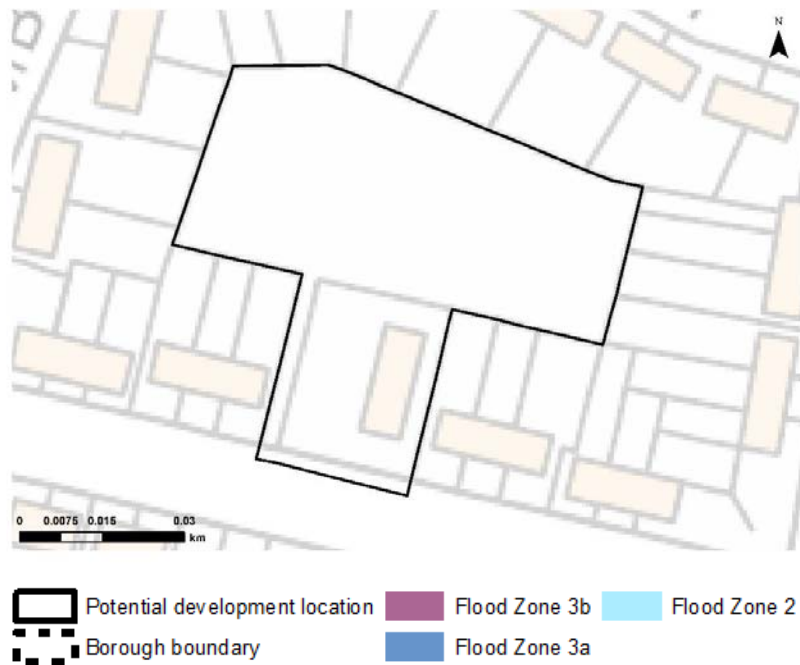 N
0 0.0075 0.015 0.03
km
Potential development location
Flood Zone 3b
Flood Zone 2
Borough boundary
Flood Zone 3a